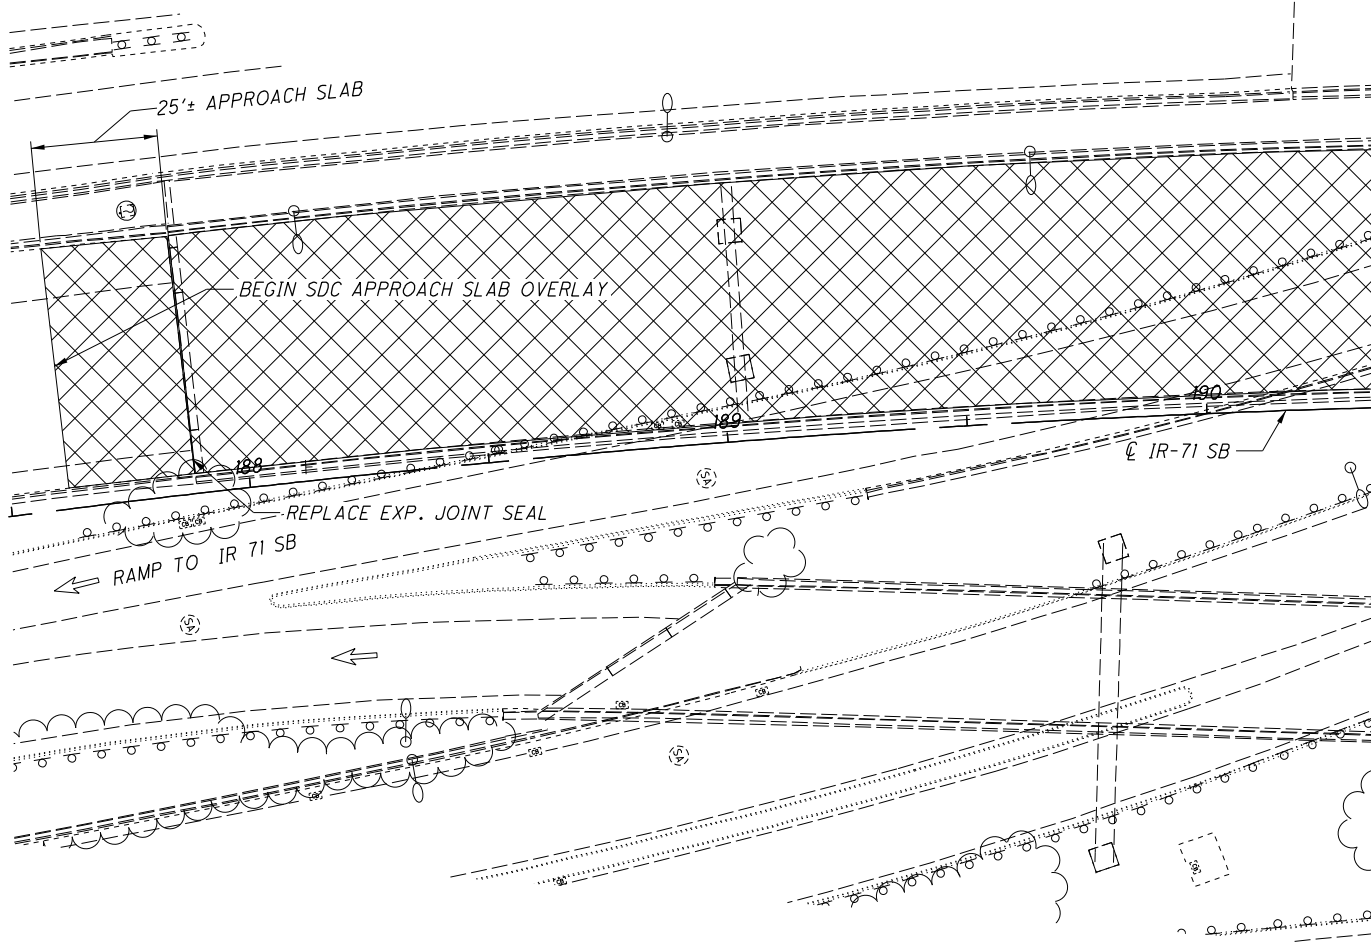 25'± APPROACH SLAB
BEGIN SDC APPROACH SLAB OVERLAY
188
189
190
℄ IR-71 SB
REPLACE EXP. JOINT SEAL
RAMP TO IR 71 SB
SA
SA
SA